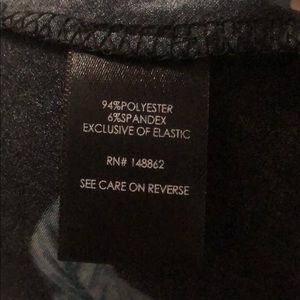 94%POLYESTER
6%SPANDEX
EXCLUSIVE OF ELASTIC
RN# 148862
SEE CARE ON REVERSE